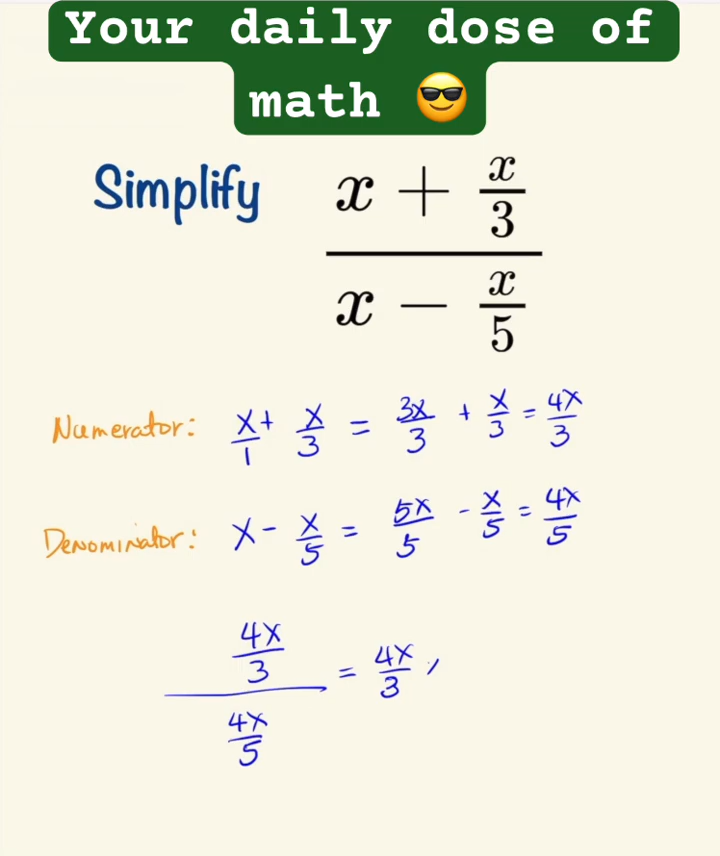 Your daily dose of
math 😎
Simplify (x + x/3)/(x - x/5)
Numerator: x/1 + x/3 = 3x/3 + x/3 = 4x/3
Denominator: x - x/5 = 5x/5 - x/5 = 4x/5
(4x/3)/(4x/5) = 4x/3